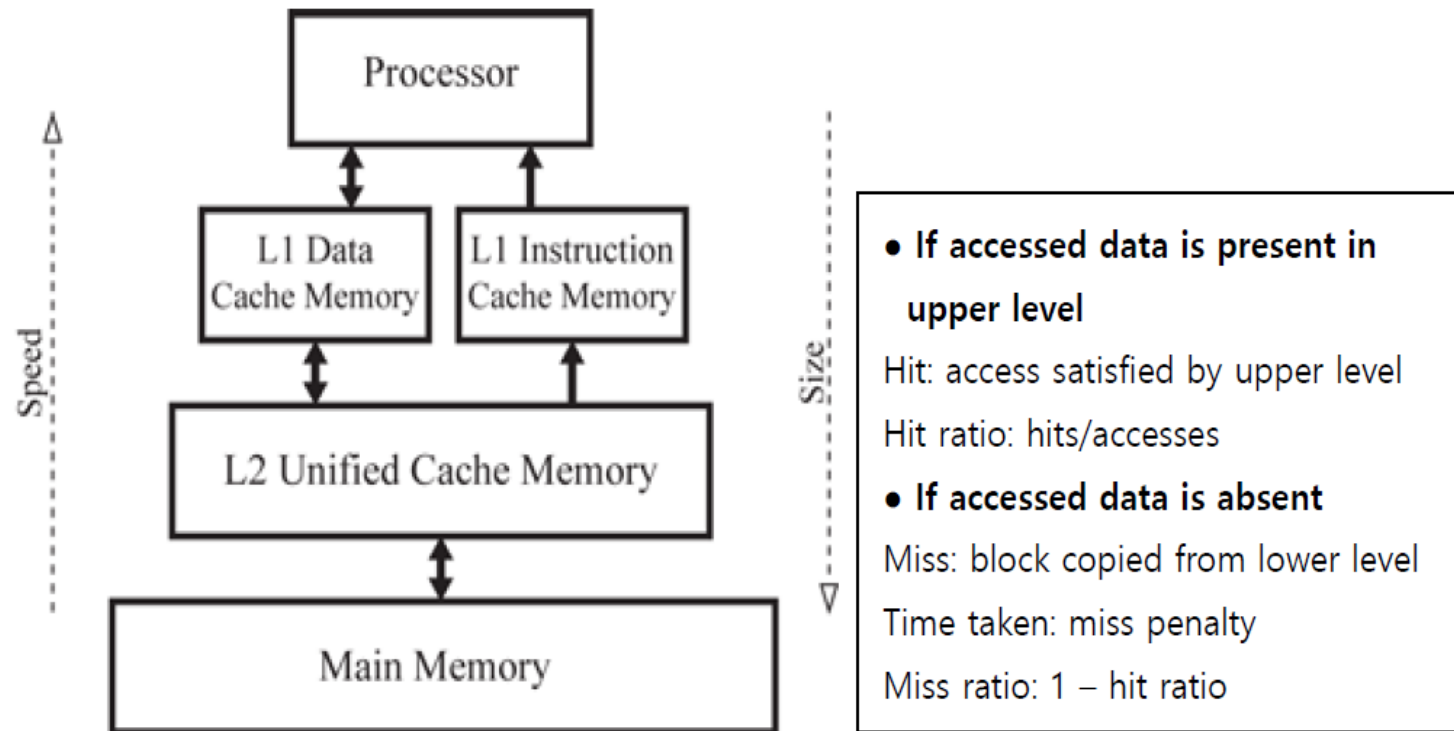 Processor
Speed
L1 Data
Cache Memory
L1 Instruction
Cache Memory
L2 Unified Cache Memory
Main Memory
Size
● If accessed data is present in
upper level
Hit: access satisfied by upper level
Hit ratio: hits/accesses
● If accessed data is absent
Miss: block copied from lower level
Time taken: miss penalty
Miss ratio: 1 – hit ratio